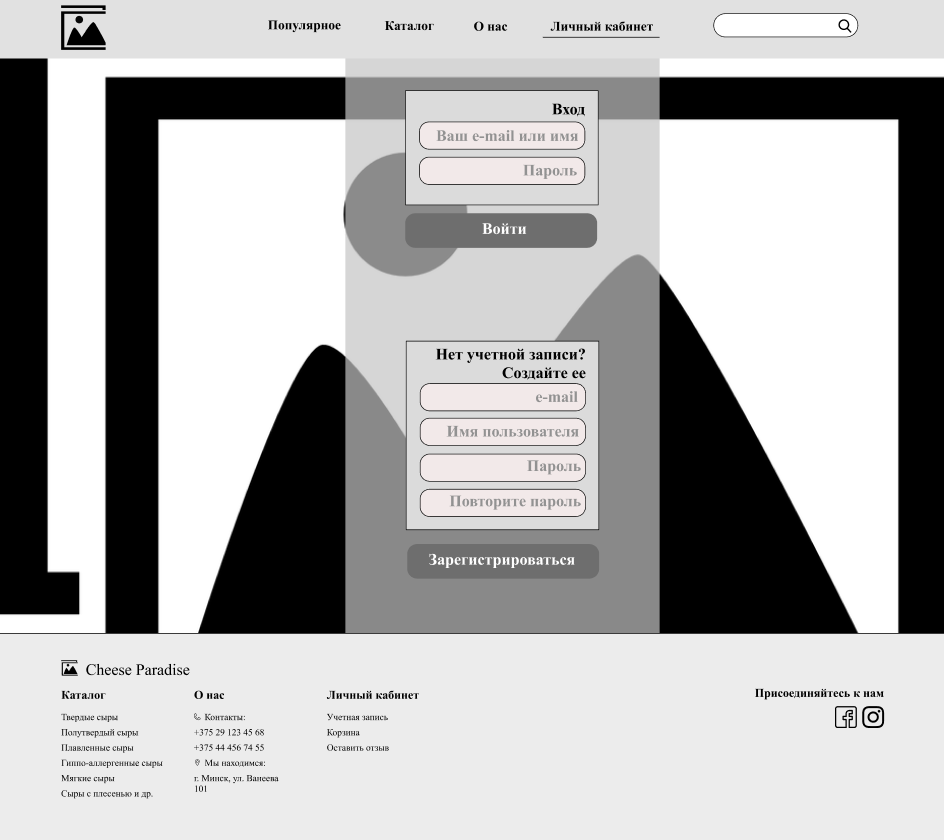 Популярное
Каталог
О нас
Личный кабинет
Вход
Ваш e-mail или имя
Пароль
Войти
Нет учетной записи?
Создайте ее
e-mail
Имя пользователя
Пароль
Повторите пароль
Зарегистрироваться
Cheese Paradise
Каталог
Твердые сыры
Полутвердый сыры
Плавленные сыры
Гиппо-аллергенные сыры
Мягкие сыры
Сыры с плесенью и др.
О нас
Контакты:
+375 29 123 45 68
+375 44 456 74 55
Мы находимся:
г. Минск, ул. Ванеева
101
Личный кабинет
Учетная запись
Корзина
Оставить отзыв
Присоединяйтесь к нам